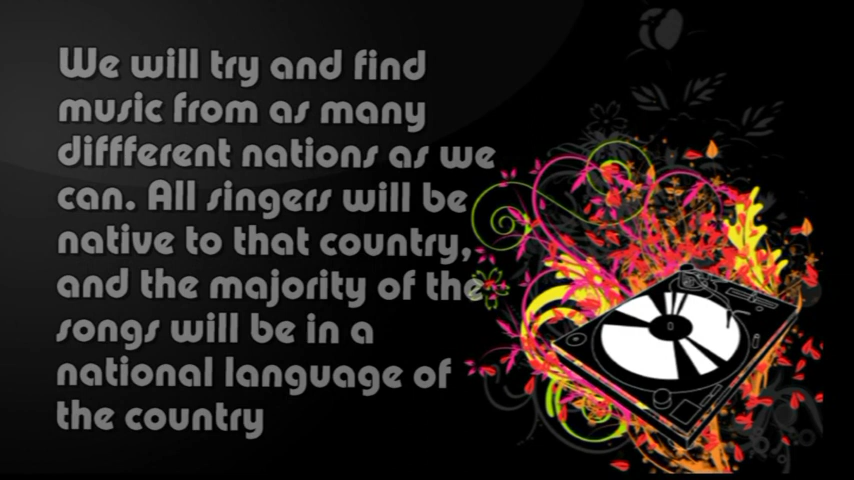 We will try and find
music from as many
diffferent nations as we
can. All singers will be
native to that country,
and the majority of the
songs will be in a
national language of
the country